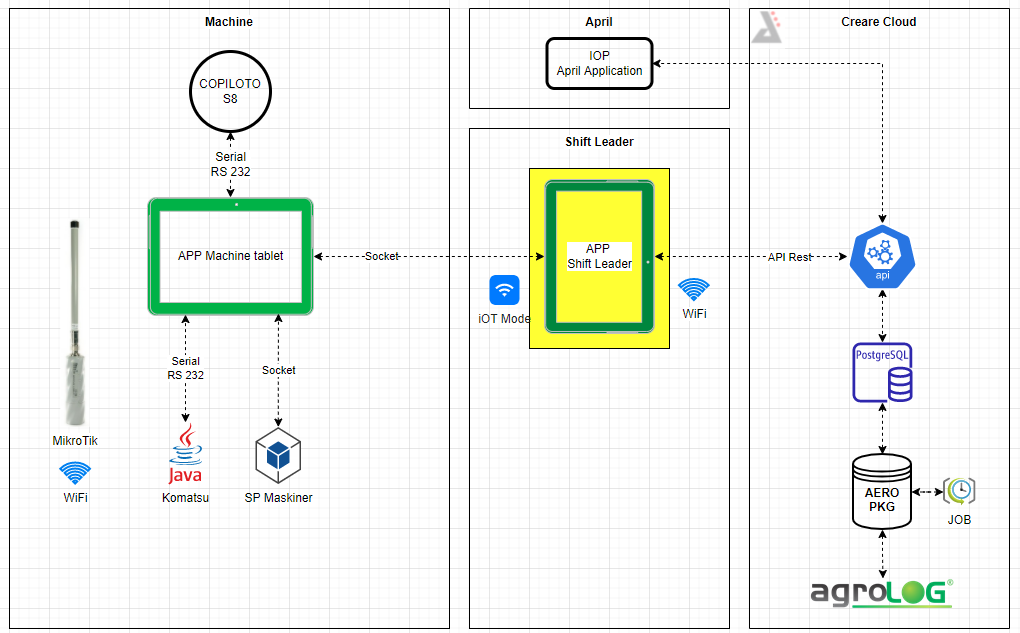 Machine
COPILOTO
S8
Serial
RS 232
APP Machine tablet
Socket
Serial
RS 232
Socket
MikroTik
WiFi
Java
Komatsu
SP Maskiner
April
IOP
April Application
Shift Leader
APP
Shift Leader
iOT Mode
WiFi
API Rest
Creare Cloud
api
PostgreSQL
AERO
PKG
JOB
agroLOG®